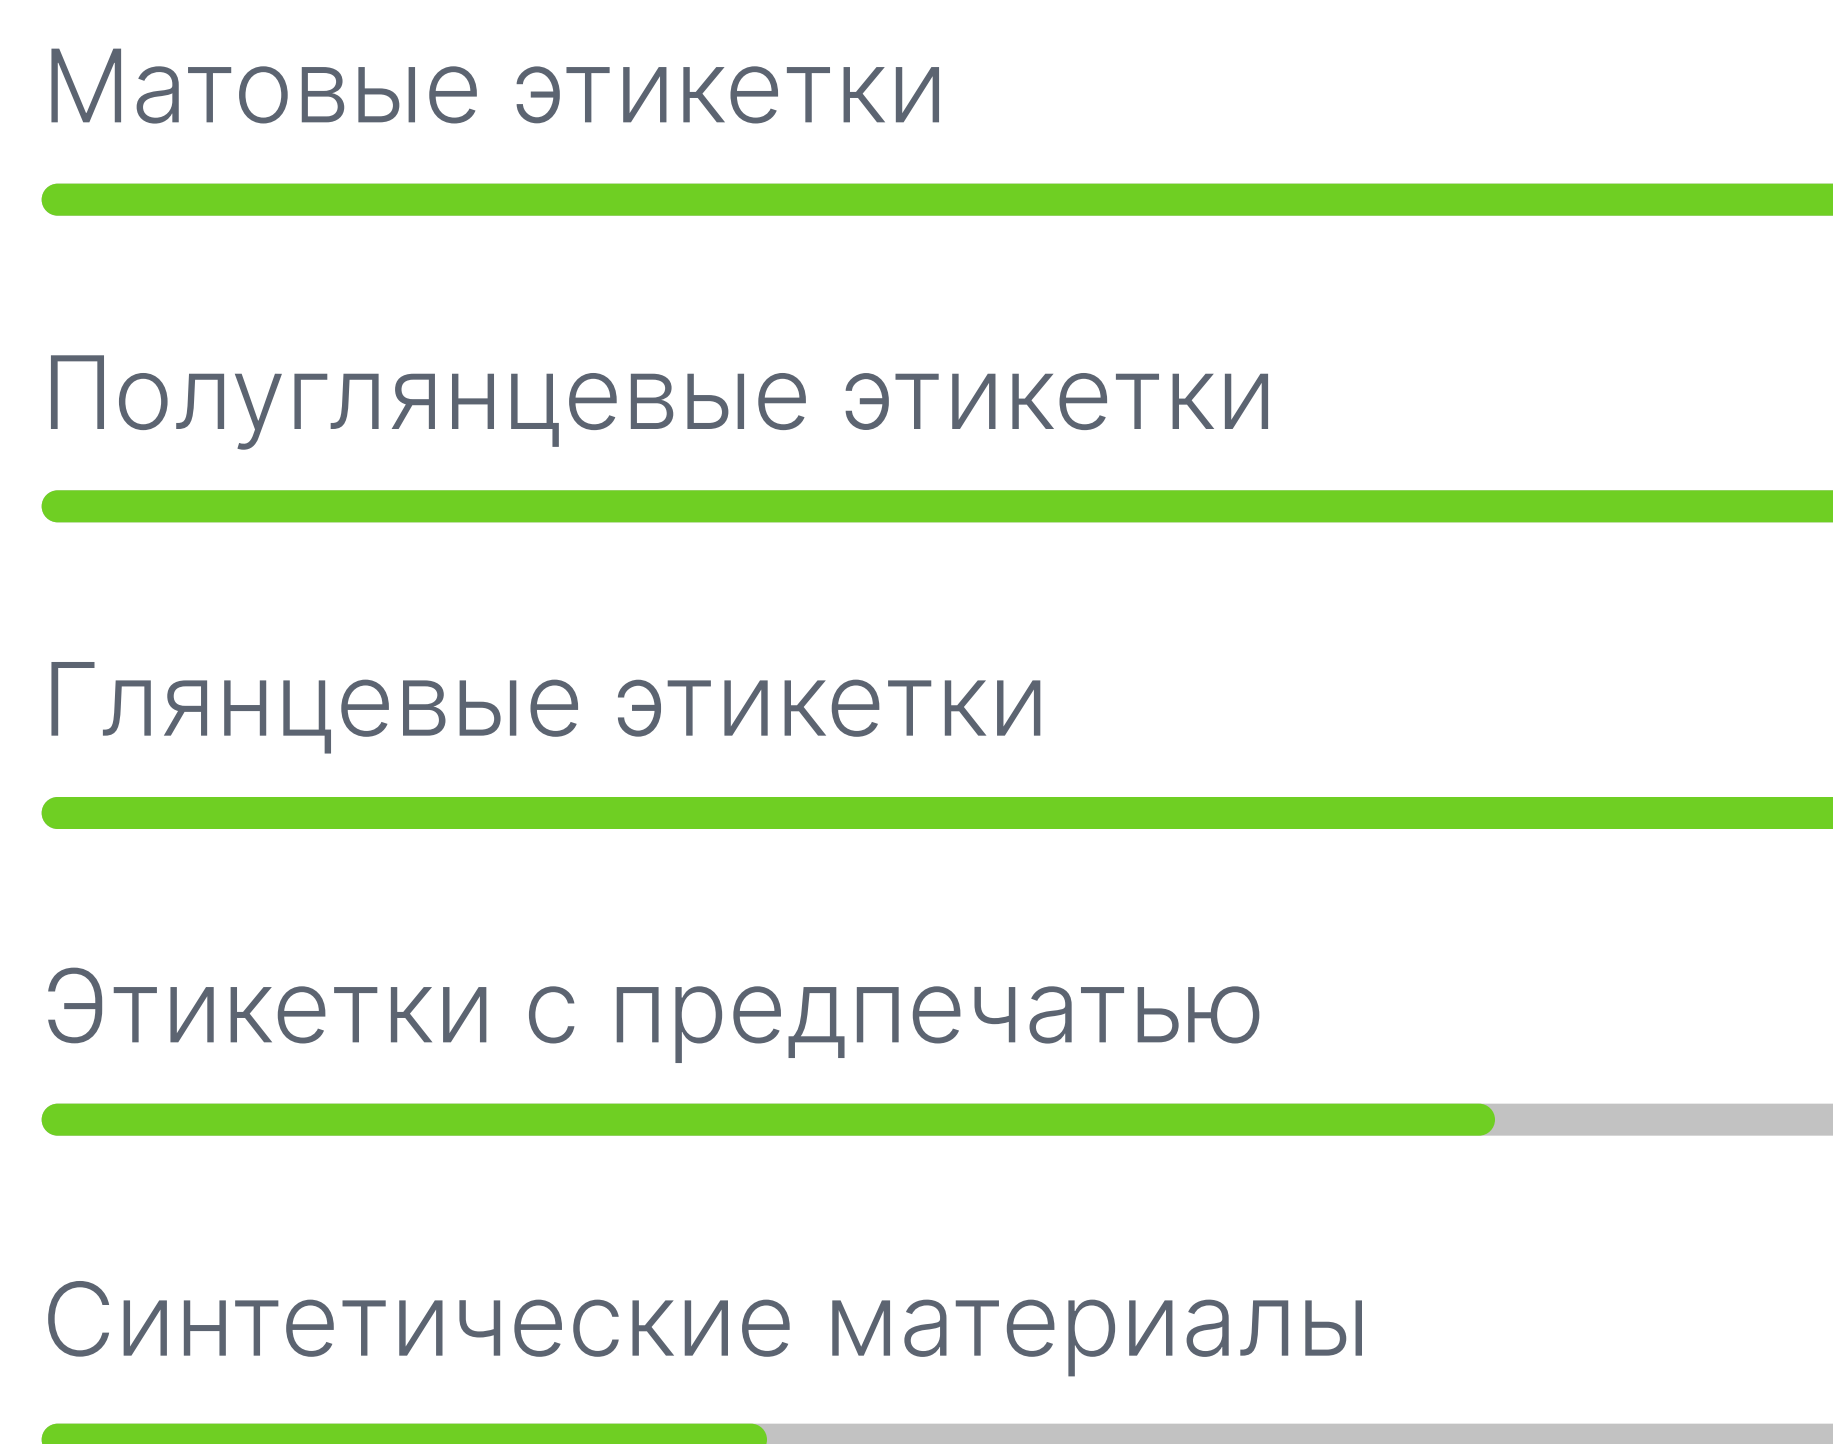 Матовые этикетки
Полуглянцевые этикетки
Глянцевые этикетки
Этикетки с предпечатью
Синтетические материалы